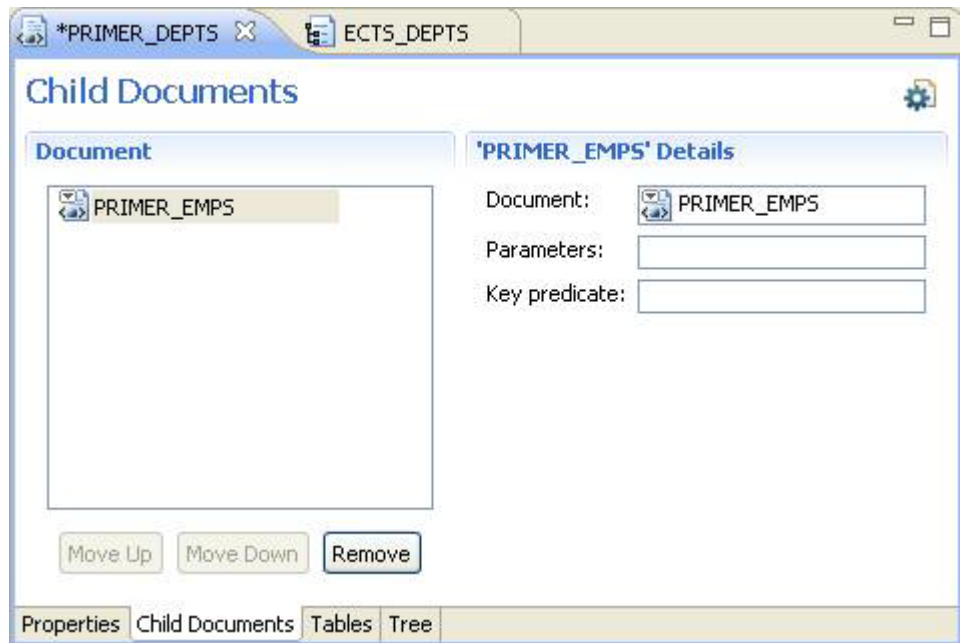 *PRIMER_DEPTS ECTS_DEPTS
Child Documents
Document
'PRIMER_EMPS' Details
PRIMER_EMPS
Document: PRIMER_EMPS
Parameters:
Key predicate:
Move Up Move Down Remove
Properties Child Documents Tables Tree